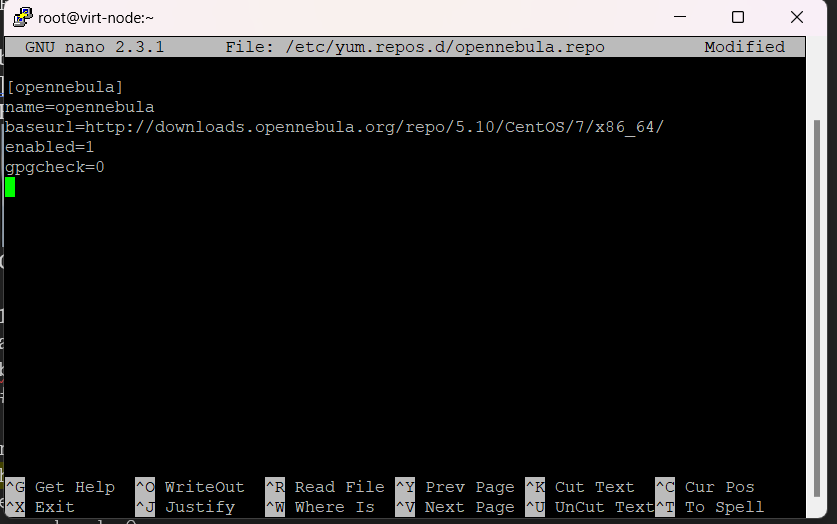 root@virt-node:~
GNU nano 2.3.1 File: /etc/yum.repos.d/opennebula.repo Modified
[opennebula]
name=opennebula
baseurl=http://downloads.opennebula.org/repo/5.10/CentOS/7/x86_64/
enabled=1
gpgcheck=0
^G Get Help ^O WriteOut ^R Read File ^Y Prev Page ^K Cut Text ^C Cur Pos
^X Exit ^J Justify ^W Where Is ^V Next Page ^U UnCut Text ^T To Spell